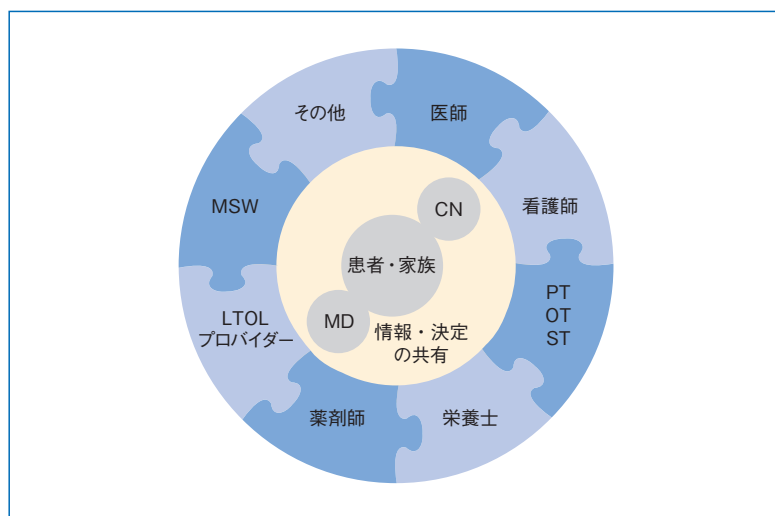 その他
医師
看護師
PT
OT
ST
栄養士
薬剤師
LTOL
プロバイダー
MSW
CN
患者・家族
MD
情報・決定
の共有